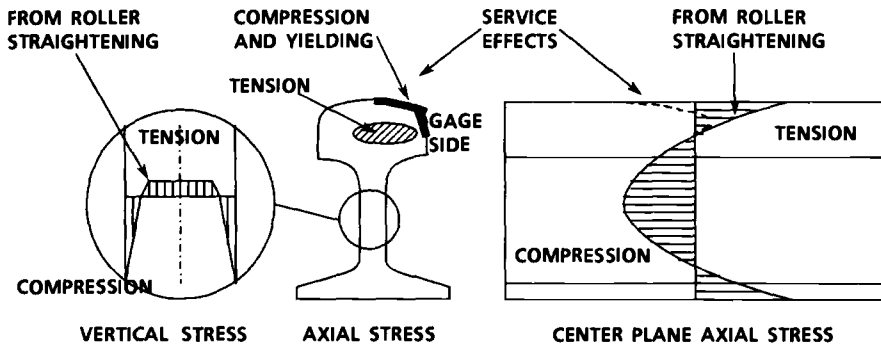 FROM ROLLER
STRAIGHTENING
COMPRESSION
AND YIELDING
SERVICE
EFFECTS
FROM ROLLER
STRAIGHTENING
TENSION
TENSION
GAGE
SIDE
TENSION
COMPRESSION
COMPRESSION
VERTICAL STRESS
AXIAL STRESS
CENTER PLANE AXIAL STRESS